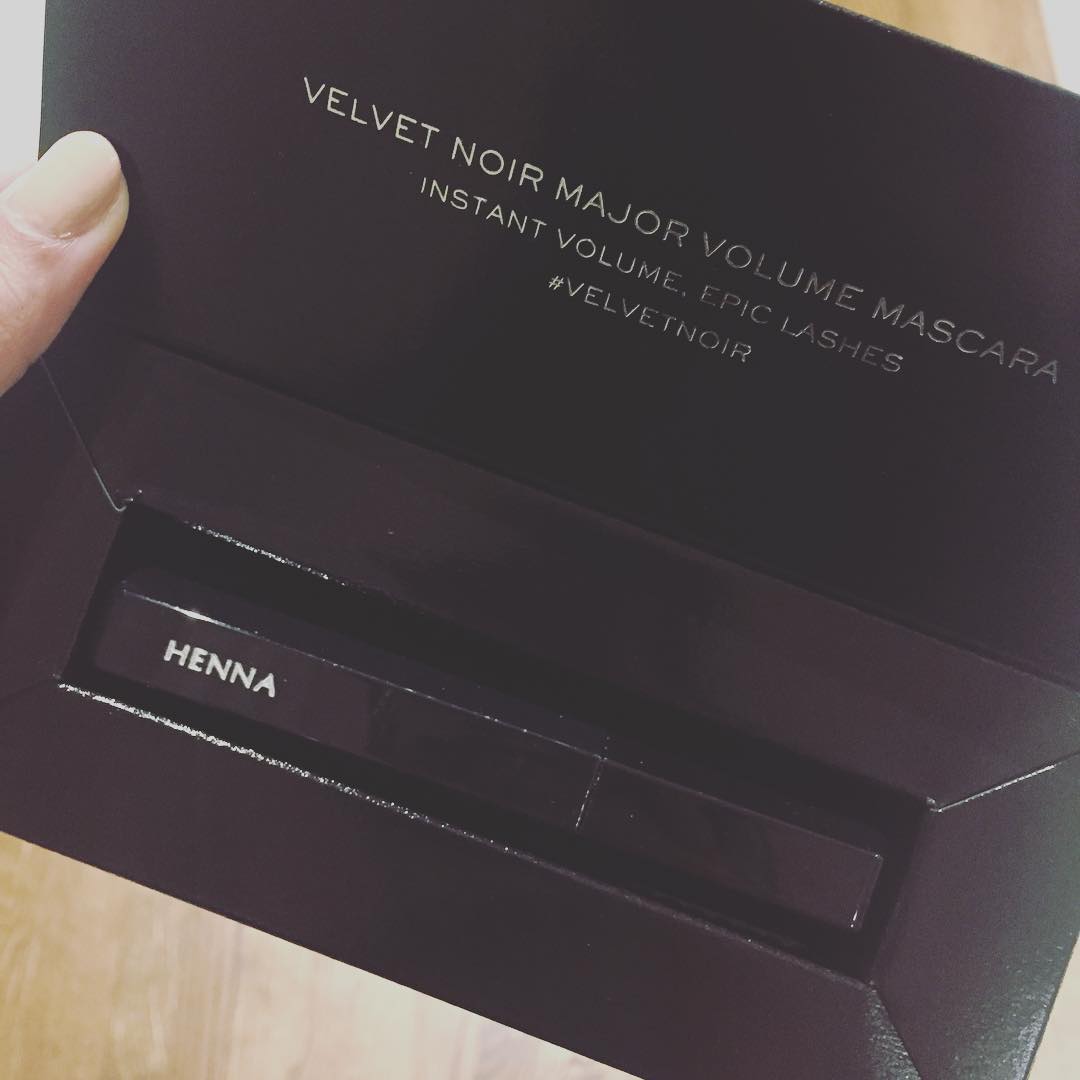 VELVET NOIR MAJOR VOLUME MASCARA
INSTANT VOLUME, EPIC LASHES
#VELVETNOIR
HENNA